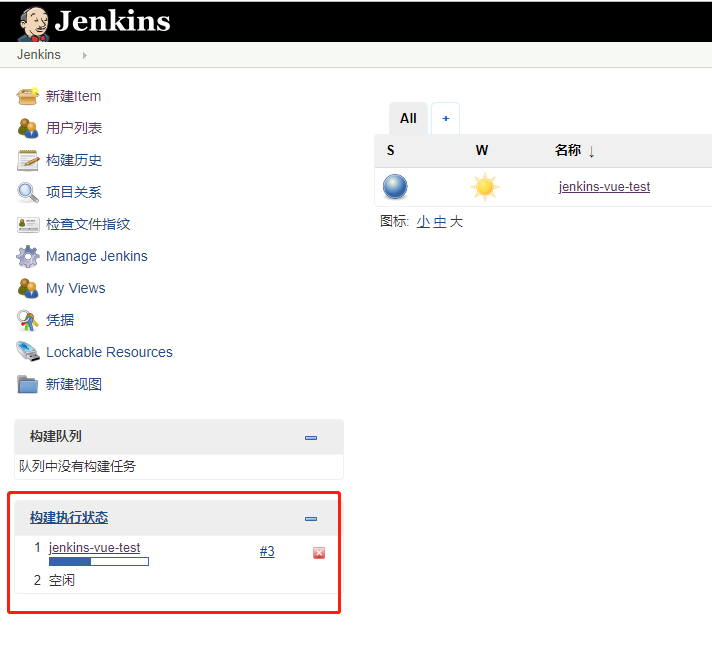 Jenkins
Jenkins
新建Item
用户列表
构建历史
项目关系
检查文件指纹
Manage Jenkins
My Views
凭据
Lockable Resources
新建视图
构建队列
队列中没有构建任务
构建执行状态
1 jenkins-vue-test #3
2 空闲
All +
S W 名称 ↓
jenkins-vue-test
图标: 小 中 大